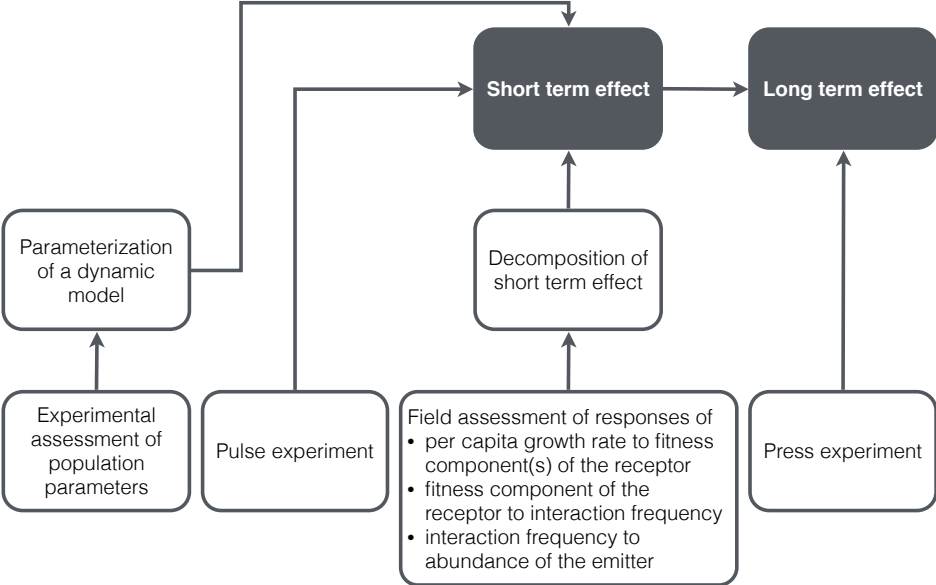 Short term effect
Long term effect
Parameterization
of a dynamic
model
Decomposition of
short term effect
Experimental
assessment of
population
parameters
Pulse experiment
Field assessment of responses of
• per capita growth rate to fitness
component(s) of the receptor
• fitness component of the
receptor to interaction frequency
• interaction frequency to
abundance of the emitter
Press experiment